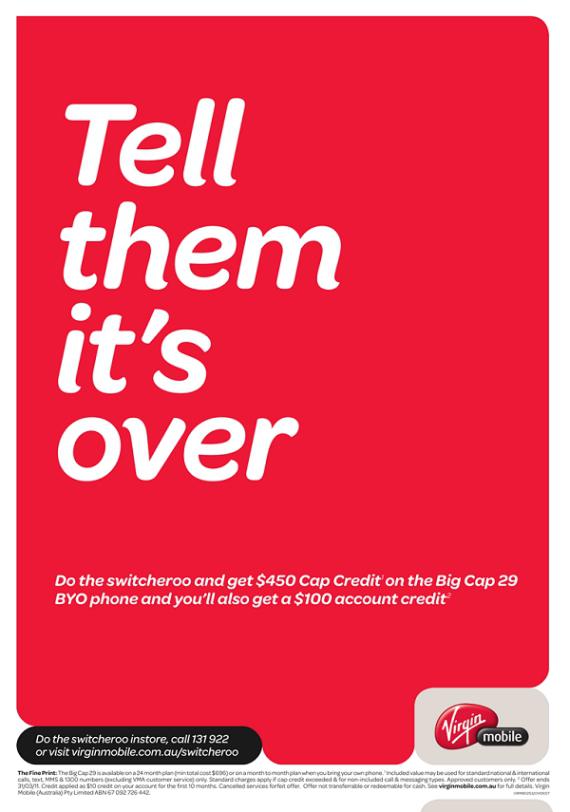 Tell
them
it's
over
Do the switcheroo and get $450 Cap Credit¹ on the Big Cap 29
BYO phone and you'll also get a $100 account credit²
Virgin
mobile
Do the switcheroo instore, call 131 922
or visit virginmobile.com.au/switcheroo
The Fine Print: The Big Cap 29 is available on a 24 month plan (min total cost $696) or on a month to month plan when you bring your own phone. ¹ Included value may be used for standard national & international
calls, text, MMS & 1300 numbers (excluding VMA customer service) only. Standard charges apply if cap credit exceeded & for non-included call & message types. Approved customers only. ² Offer ends
31/03/11. Credit applied as $10 credit on your account for the first 10 months. Cancelled services forfeit offer. Offer not transferable or redeemable for cash. See virginmobile.com.au for full details. Virgin
Mobile (Australia) Pty Limited ABN 67 092 726 442.